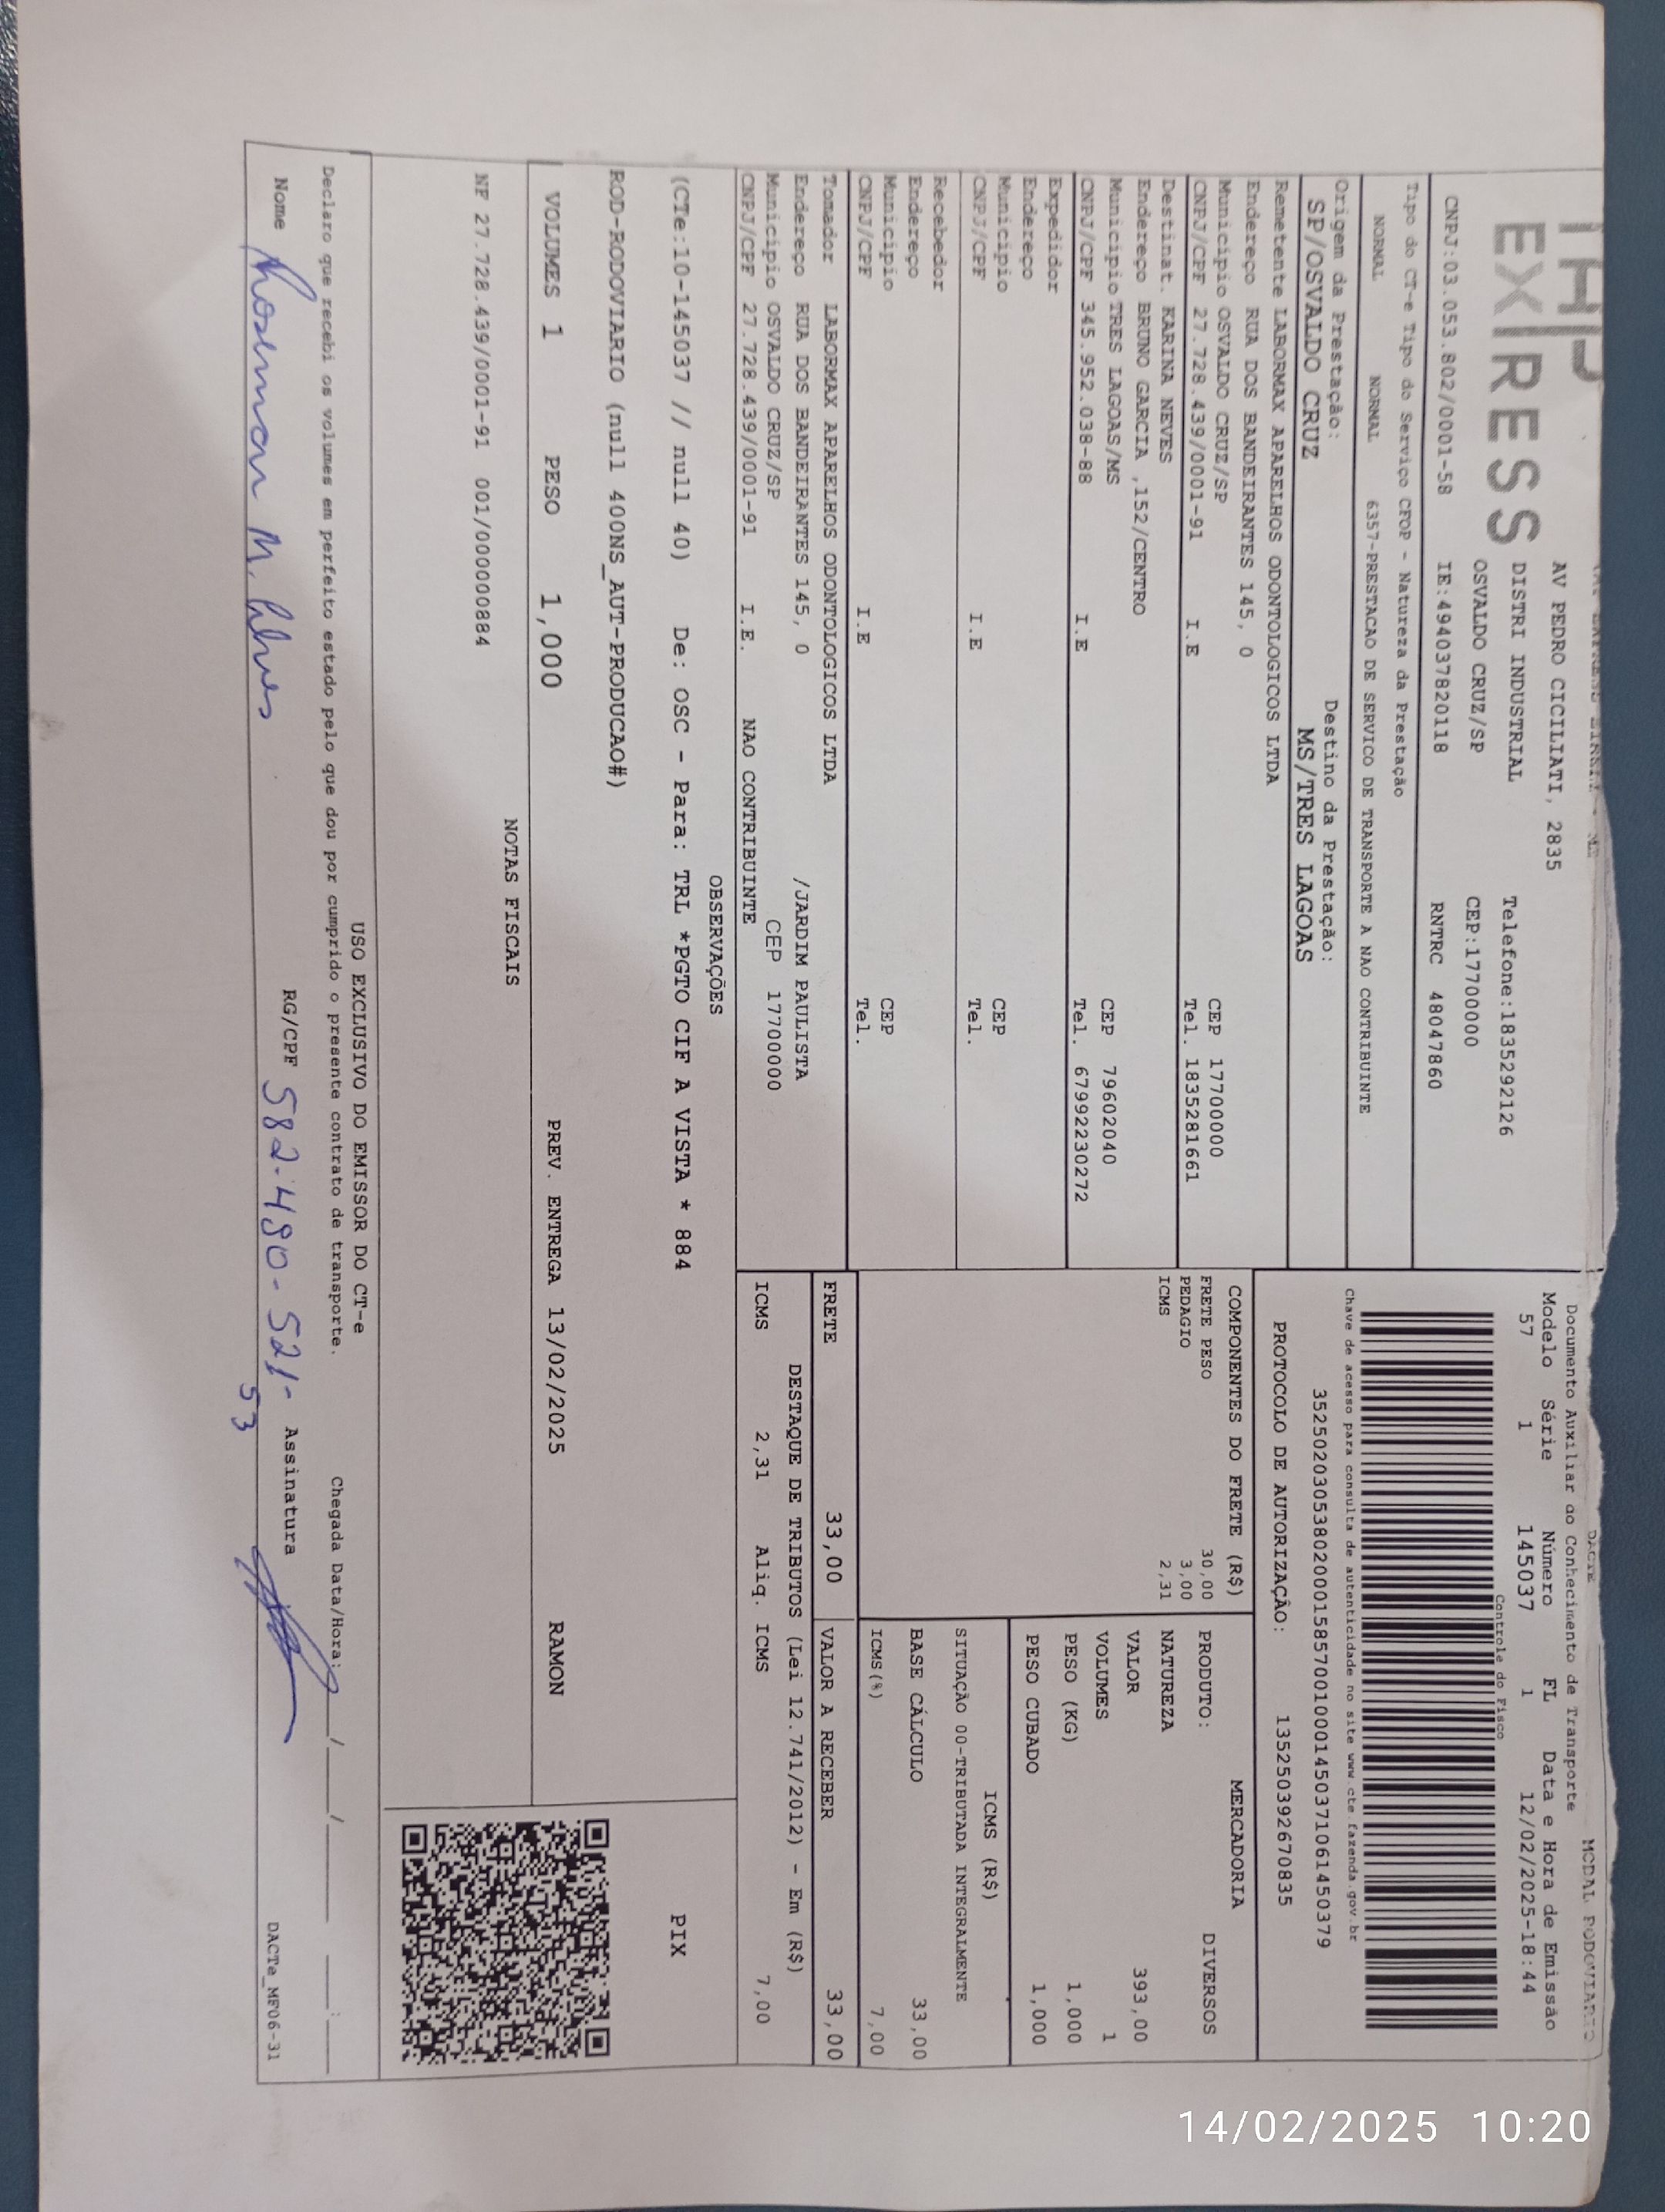 EXPRESS
AV PEDRO CICILIATI, 2835
DISTRI INDUSTRIAL Telefone:1835292126
OSVALDO CRUZ/SP CEP:17700000
CNPJ:03.053.802/0001-58 IE:494037820118 RNTRC 48047860
Tipo do CT-e Tipo do Serviço CFOP - Natureza da Prestação
NORMAL NORMAL 6357-PRESTACAO DE SERVICO DE TRANSPORTE A NAO CONTRIBUINTE
Origem da Prestação: Destino da Prestação:
SP/OSVALDO CRUZ MS/TRES LAGOAS
Remetente LABORMAX APARELHOS ODONTOLOGICOS LTDA
Endereço RUA DOS BANDEIRANTES 145, 0
Municipio OSVALDO CRUZ/SP CEP 17700000
CNPJ/CPF 27.728.439/0001-91 I.E Tel. 1835281661
Destinat. KARINA NEVES
Endereço BRUNO GARCIA ,152/CENTRO
Municipio TRES LAGOAS/MS CEP 79602040
CNPJ/CPF 345.952.038-88 I.E Tel. 67992230272
Expedidor
Endereço
Municipio CEP
CNPJ/CPF I.E Tel.
Recebedor
Endereço
Municipio CEP
CNPJ/CPF I.E Tel.
Tomador LABORMAX APARELHOS ODONTOLOGICOS LTDA
Endereço RUA DOS BANDEIRANTES 145, 0 /JARDIM PAULISTA
Municipio OSVALDO CRUZ/SP CEP 17700000
CNPJ/CPF 27.728.439/0001-91 I.E. NAO CONTRIBUINTE
DACTE MODAL RODOVIARIO
Documento Auxiliar do Conhecimento de Transporte
Modelo Série Número FL Data e Hora de Emissão
57 1 145037 1 12/02/2025-18:44
Controle do Fisco
Chave de acesso para consulta de autenticidade no site www.cte.fazenda.gov.br
35250203053802000158570010001450371061450379
PROTOCOLO DE AUTORIZAÇÃO: 135250392670835
COMPONENTES DO FRETE (R$)
FRETE PESO 30,00
PEDAGIO 3,00
ICMS 2,31
MERCADORIA
PRODUTO: DIVERSOS
NATUREZA
VALOR 393,00
VOLUMES 1
PESO (KG) 1,000
PESO CUBADO 1,000
ICMS (R$)
SITUAÇÃO 00-TRIBUTADA INTEGRALMENTE
BASE CÁLCULO 33,00
ICMS(%) 7,00
FRETE 33,00 VALOR A RECEBER 33,00
DESTAQUE DE TRIBUTOS (Lei 12.741/2012) - Em (R$)
ICMS 2,31 Aliq. ICMS 7,00
OBSERVAÇÕES
(CTe:10-145037 // null 40) De: OSC - Para: TRL *PGTO CIF A VISTA * 884
ROD-RODOVIARIO (null 400NS_AUT-PRODUCAO#)
PIX
VOLUMES 1 PESO 1,000 PREV. ENTREGA 13/02/2025 RAMON
NOTAS FISCAIS
NF 27.728.439/0001-91 001/000000884
USO EXCLUSIVO DO EMISSOR DO CT-e
Declaro que recebi os volumes em perfeito estado pelo que dou por cumprido o presente contrato de transporte. Chegada Data/Hora: __/__/____ __:__
Nome M. Alves RG/CPF 582.490-521- Assinatura
53
DACTe_MF06-31
14/02/2025 10:20